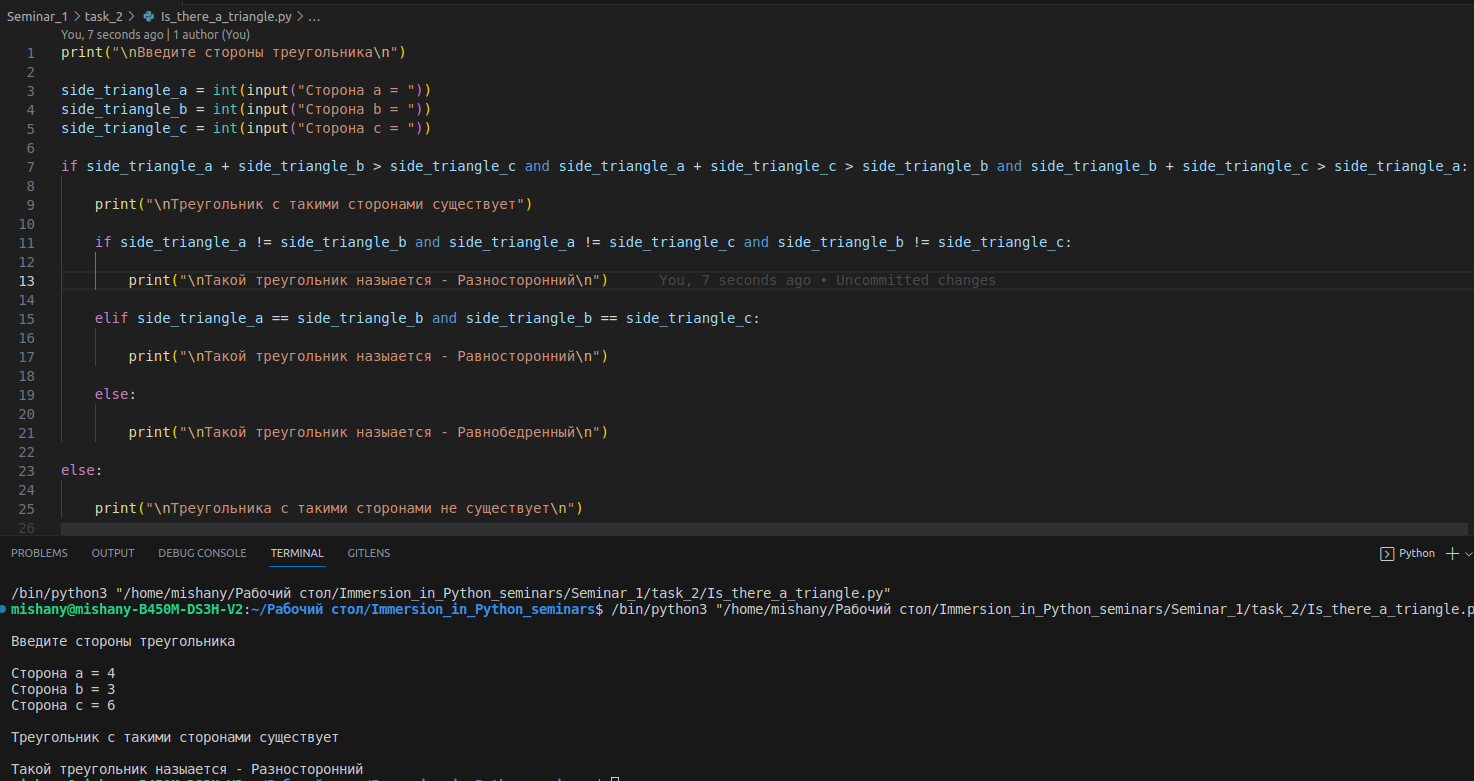 Seminar_1 > task_2 > Is_there_a_triangle.py > ...
You, 7 seconds ago | 1 author (You)
1 print("\nВведите стороны треугольника\n")
2
3 side_triangle_a = int(input("Сторона a = "))
4 side_triangle_b = int(input("Сторона b = "))
5 side_triangle_c = int(input("Сторона c = "))
6
7 if side_triangle_a + side_triangle_b > side_triangle_c and side_triangle_a + side_triangle_c > side_triangle_b and side_triangle_b + side_triangle_c > side_triangle_a:
8
9 print("\nТреугольник с такими сторонами существует")
10
11 if side_triangle_a != side_triangle_b and side_triangle_a != side_triangle_c and side_triangle_b != side_triangle_c:
12
13 print("\nТакой треугольник назыается - Разносторонний\n") You, 7 seconds ago • Uncommitted changes
14
15 elif side_triangle_a == side_triangle_b and side_triangle_b == side_triangle_c:
16
17 print("\nТакой треугольник назыается - Равносторонний\n")
18
19 else:
20
21 print("\nТакой треугольник назыается - Равнобедренный\n")
22
23 else:
24
25 print("\nТреугольника с такими сторонами не существует\n")
26
PROBLEMS OUTPUT DEBUG CONSOLE TERMINAL GITLENS Python
/bin/python3 "/home/mishany/Рабочий стол/Immersion_in_Python_seminars/Seminar_1/task_2/Is_there_a_triangle.py"
mishany@mishany-B450M-DS3H-V2:~/Рабочий стол/Immersion_in_Python_seminars$ /bin/python3 "/home/mishany/Рабочий стол/Immersion_in_Python_seminars/Seminar_1/task_2/Is_there_a_triangle.p
Введите стороны треугольника
Сторона a = 4
Сторона b = 3
Сторона c = 6
Треугольник с такими сторонами существует
Такой треугольник назыается - Разносторонний